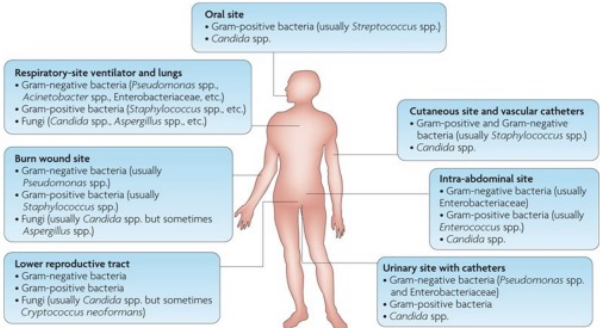 Oral site
• Gram-positive bacteria (usually Streptococcus spp.)
• Candida spp.
Respiratory-site ventilator and lungs
• Gram-negative bacteria (Pseudomonas spp.,
Acinetobacter spp., Enterobacteriaceae, etc.)
• Gram-positive bacteria (Staphylococcus spp., etc.)
• Fungi (Candida spp., Aspergillus spp., etc.)
Cutaneous site and vascular catheters
• Gram-positive and Gram-negative
bacteria (usually Staphylococcus spp.)
• Candida spp.
Burn wound site
• Gram-negative bacteria (usually
Pseudomonas spp.)
• Gram-positive bacteria (usually
Staphylococcus spp.)
• Fungi (usually Candida spp. but sometimes
Aspergillus spp.)
Intra-abdominal site
• Gram-negative bacteria (usually
Enterobacteriaceae)
• Gram-positive bacteria (usually
Enterococcus spp.)
• Candida spp.
Lower reproductive tract
• Gram-negative bacteria
• Gram-positive bacteria
• Fungi (usually Candida spp. but sometimes
Cryptococcus neoformans)
Urinary site with catheters
• Gram-negative bacteria (Pseudomonas spp.
and Enterobacteriaceae)
• Gram-positive bacteria
• Candida spp.